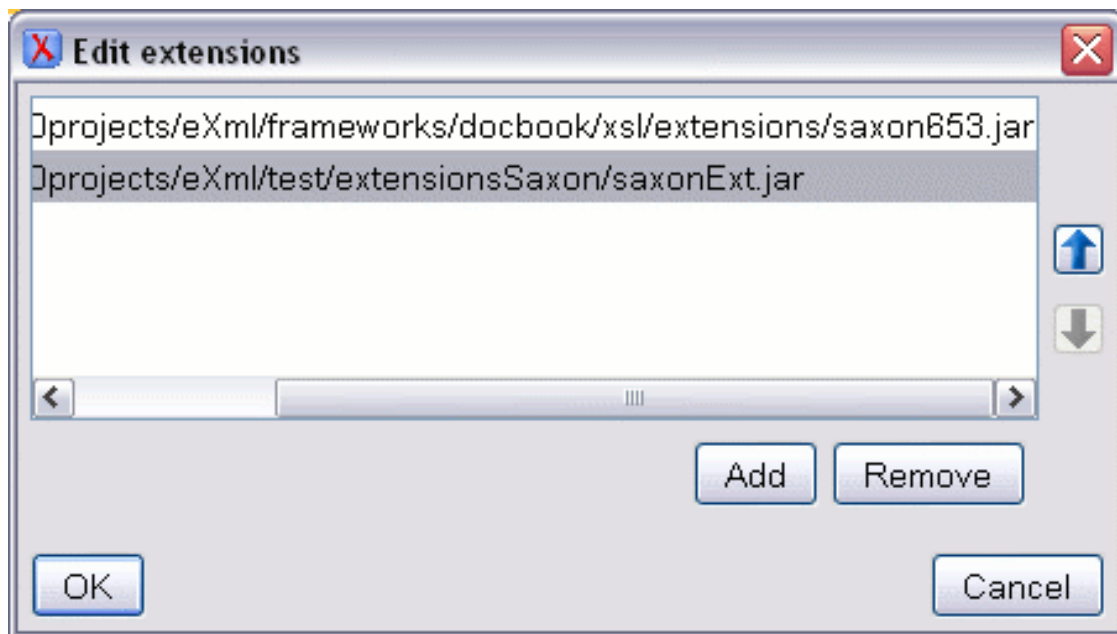 Edit extensions
projects/eXml/frameworks/docbook/xsl/extensions/saxon653.jar
projects/eXml/test/extensionsSaxon/saxonExt.jar
Add Remove
OK Cancel